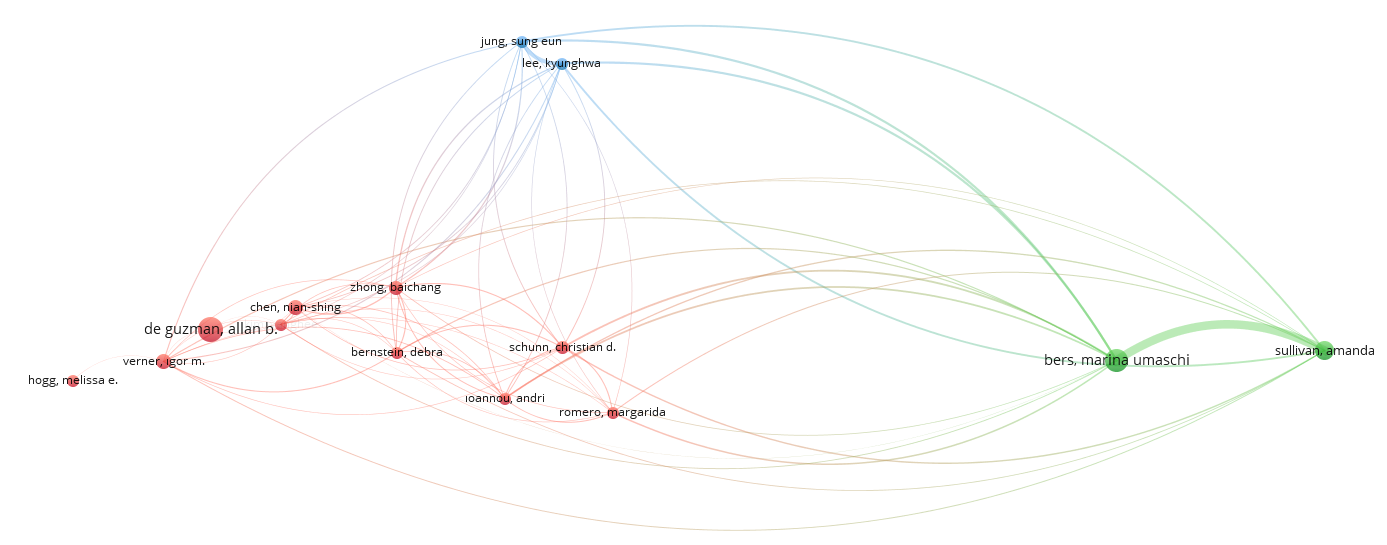 jung, sung eun
lee, kyunghwa
zhong, baichang
chen, nian-shing
de guzman, allan b.
schunn, christian d.
bernstein, debra
sullivan, amanda
bers, marina umaschi
verner, igor m.
hogg, melissa e.
ioannou, andri
romero, margarida